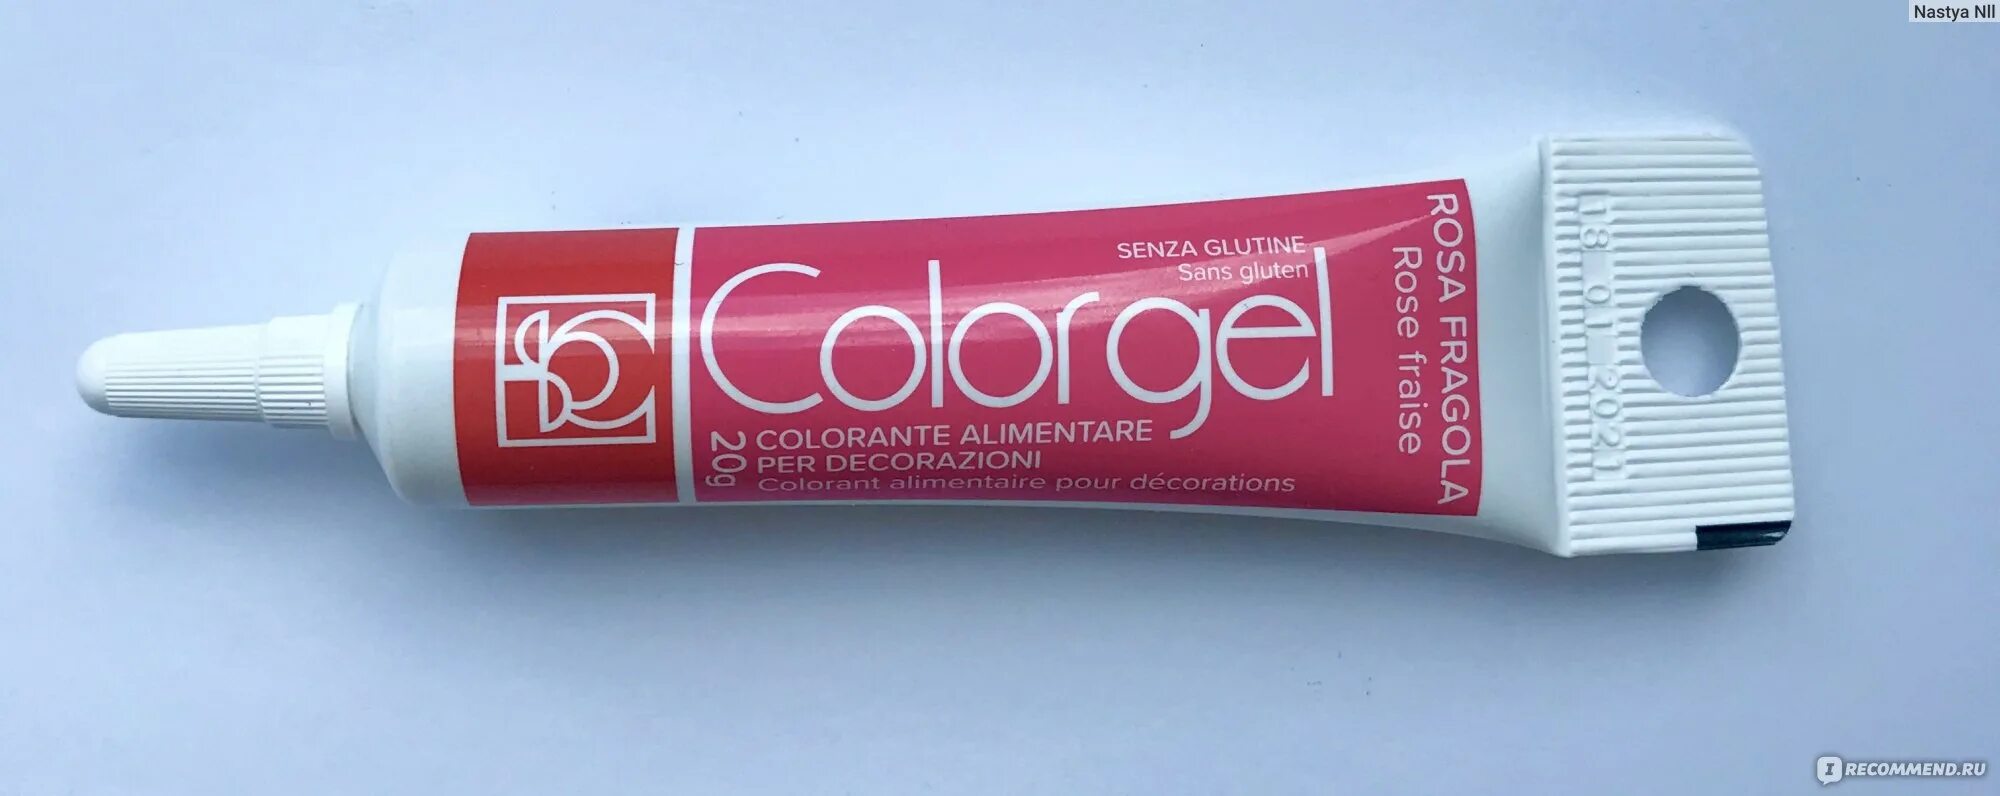 Nastya Nll
SENZA GLUTINE
Sans gluten
Colorgel
20g
COLORANTE ALIMENTARE
PER DECORAZIONI
Colorant alimentaire pour décorations
ROSA FRAGOLA
Rose fraise
18-01-2021
I RECOMMEND.RU